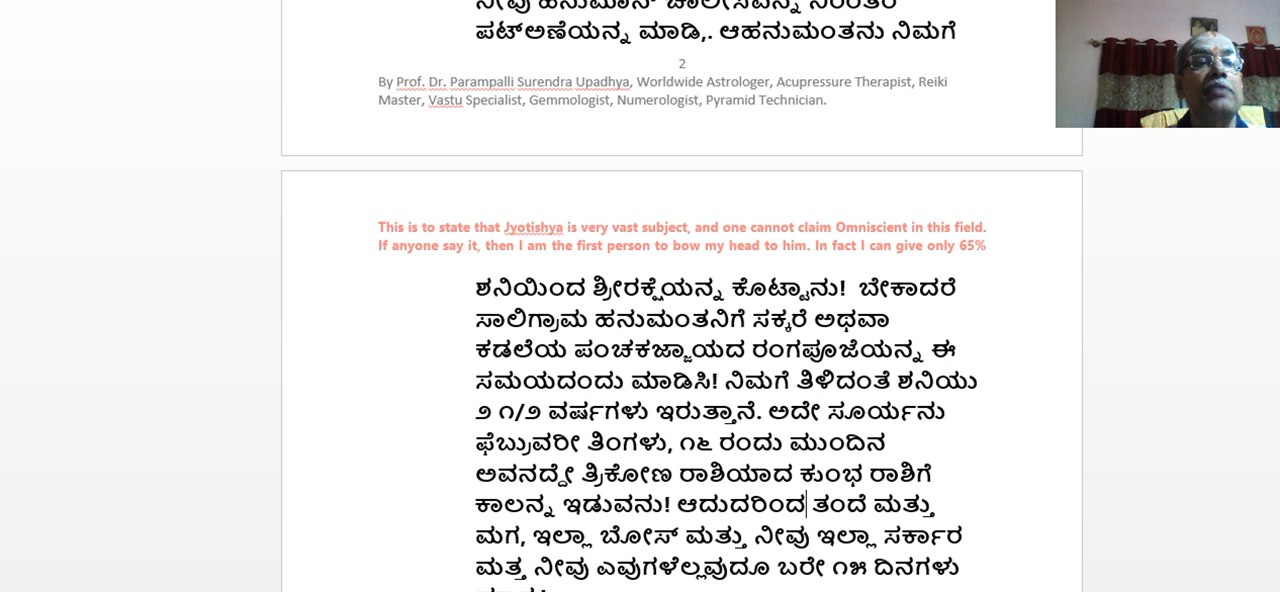 ನೀವು ಹನುಮಾನ್ ಚಾಲೀಸವನ್ನ ನಿರಂತರ
ಪಟ್ಅಣೆಯನ್ನ ಮಾಡಿ,. ಆಹನುಮಂತನು ನಿಮಗೆ
2
By Prof. Dr. Parampalli Surendra Upadhya, Worldwide Astrologer, Acupressure Therapist, Reiki
Master, Vastu Specialist, Gemmologist, Numerologist, Pyramid Technician.
This is to state that Jyotishya is very vast subject, and one cannot claim Omniscient in this field.
If anyone say it, then I am the first person to bow my head to him. In fact I can give only 65%
ಶನಿಯಿಂದ ಶ್ರೀರಕ್ಷೆಯನ್ನ ಕೊಟ್ಟಾನು! ಬೇಕಾದರೆ
ಸಾಲಿಗ್ರಾಮ ಹನುಮಂತನಿಗೆ ಸಕ್ಕರೆ ಅಥವಾ
ಕಡಲೆಯ ಪಂಚಕಜ್ಜಾಯದ ರಂಗಪೂಜೆಯನ್ನ ಈ
ಸಮಯದಂದು ಮಾಡಿಸಿ! ನಿಮಗೆ ತಿಳಿದಂತೆ ಶನಿಯು
೨ ೧/೨ ವರ್ಷಗಳು ಇರುತ್ತಾನೆ. ಅದೇ ಸೂರ್ಯನು
ಫೆಬ್ರುವರೀ ತಿಂಗಳು, ೧೬ ರಂದು ಮುಂದಿನ
ಅವನದ್ದೇ ತ್ರಿಕೋಣ ರಾಶಿಯಾದ ಕುಂಭ ರಾಶಿಗೆ
ಕಾಲನ್ನ ಇಡುವನು! ಆದುದರಿಂದ ತಂದೆ ಮತ್ತು
ಮಗ, ಇಲ್ಲಾ ಬೋಸ್ ಮತ್ತು ನೀವು ಇಲ್ಲಾ ಸರ್ಕಾರ
ಮತ್ತ ನೀವು ಎವುಗಳೆಲ್ಲವುದೂ ಬರೇ ೧೫ ದಿನಗಳು